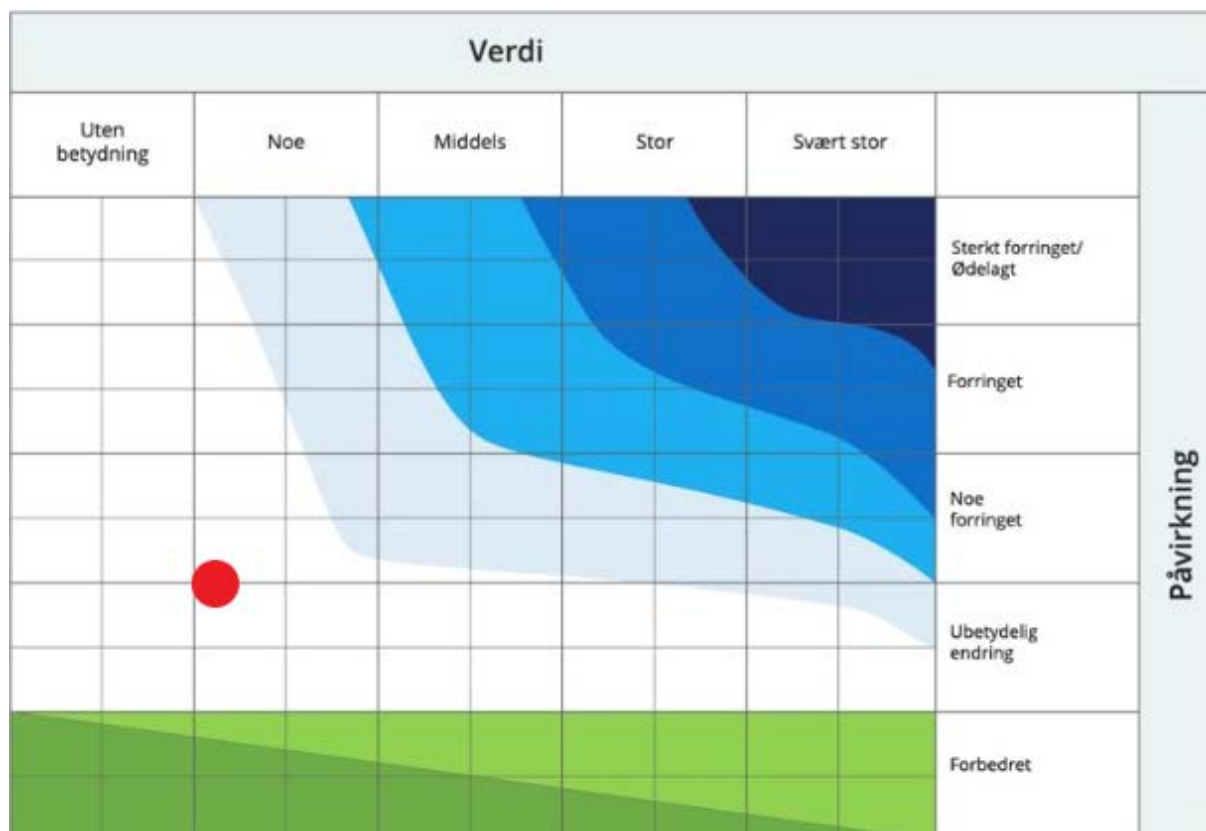 Verdi
Uten
betydning
Noe
Middels
Stor
Svært stor
Sterkt forringet/
Ødelagt
Forringet
Noe
forringet
Ubetydelig
endring
Forbedret
Påvirkning